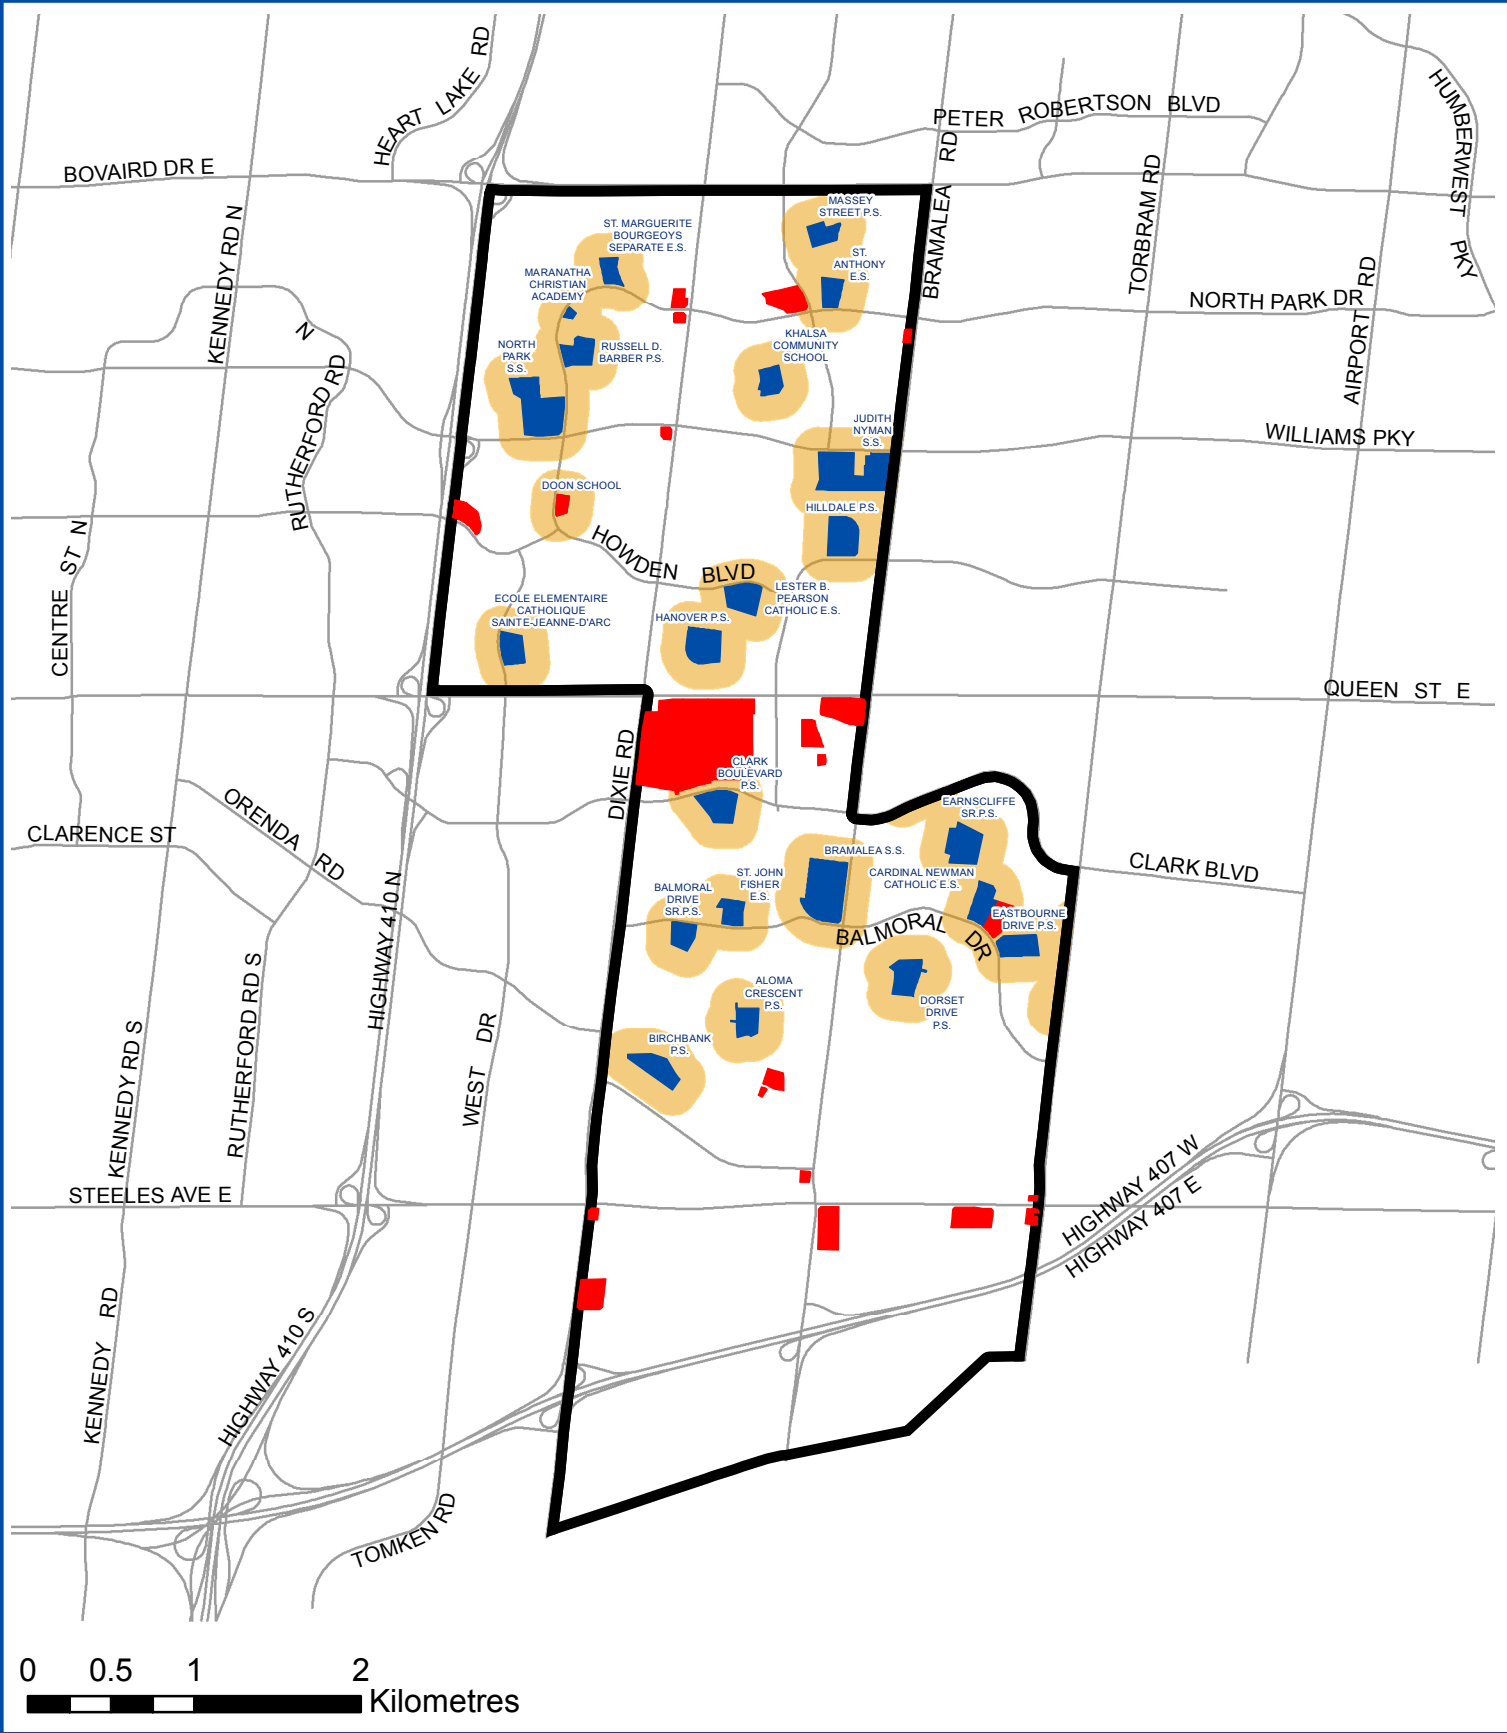 HEART LAKE RD
PETER ROBERTSON BLVD
HUMBERWEST PKY
BOVAIRD DR E
BRAMALEA RD
TORBRAM RD
KENNEDY RD N
AIRPORT RD
NORTH PARK DR
MASSEY
STREET P.S.
ST. MARGUERITE
BOURGEOYS
SEPARATE E.S.
ST.
ANTHONY
E.S.
MARANATHA
CHRISTIAN
ACADEMY
NORTH
PARK
S.S.
RUSSELL D.
BARBER P.S.
KHALSA
COMMUNITY
SCHOOL
RUTHERFORD RD
N
JUDITH
NYMAN
S.S.
WILLIAMS PKY
DOON SCHOOL
HILLDALE P.S.
HOWDEN BLVD
CENTRE ST N
ECOLE ELEMENTAIRE
CATHOLIQUE
SAINTE-JEANNE-D'ARC
LESTER B.
PEARSON
CATHOLIC E.S.
HANOVER P.S.
QUEEN ST E
DIXIE RD
CLARK
BOULEVARD
P.S.
ORENDA RD
CLARENCE ST
EARNSCLIFFE
SR.P.S.
CLARK BLVD
BRAMALEA S.S.
CARDINAL NEWMAN
CATHOLIC E.S.
ST. JOHN
FISHER
E.S.
BALMORAL
DRIVE
SR.P.S.
EASTBOURNE
DRIVE P.S.
BALMORAL DR
HIGHWAY 410 N
RUTHERFORD RD S
KENNEDY RD S
WEST DR
ALOMA
CRESCENT
P.S.
DORSET
DRIVE
P.S.
BIRCHBANK
P.S.
STEELES AVE E
HIGHWAY 407 W
HIGHWAY 407 E
KENNEDY RD
HIGHWAY 410 S
TOMKEN RD
0 0.5 1 2
Kilometres